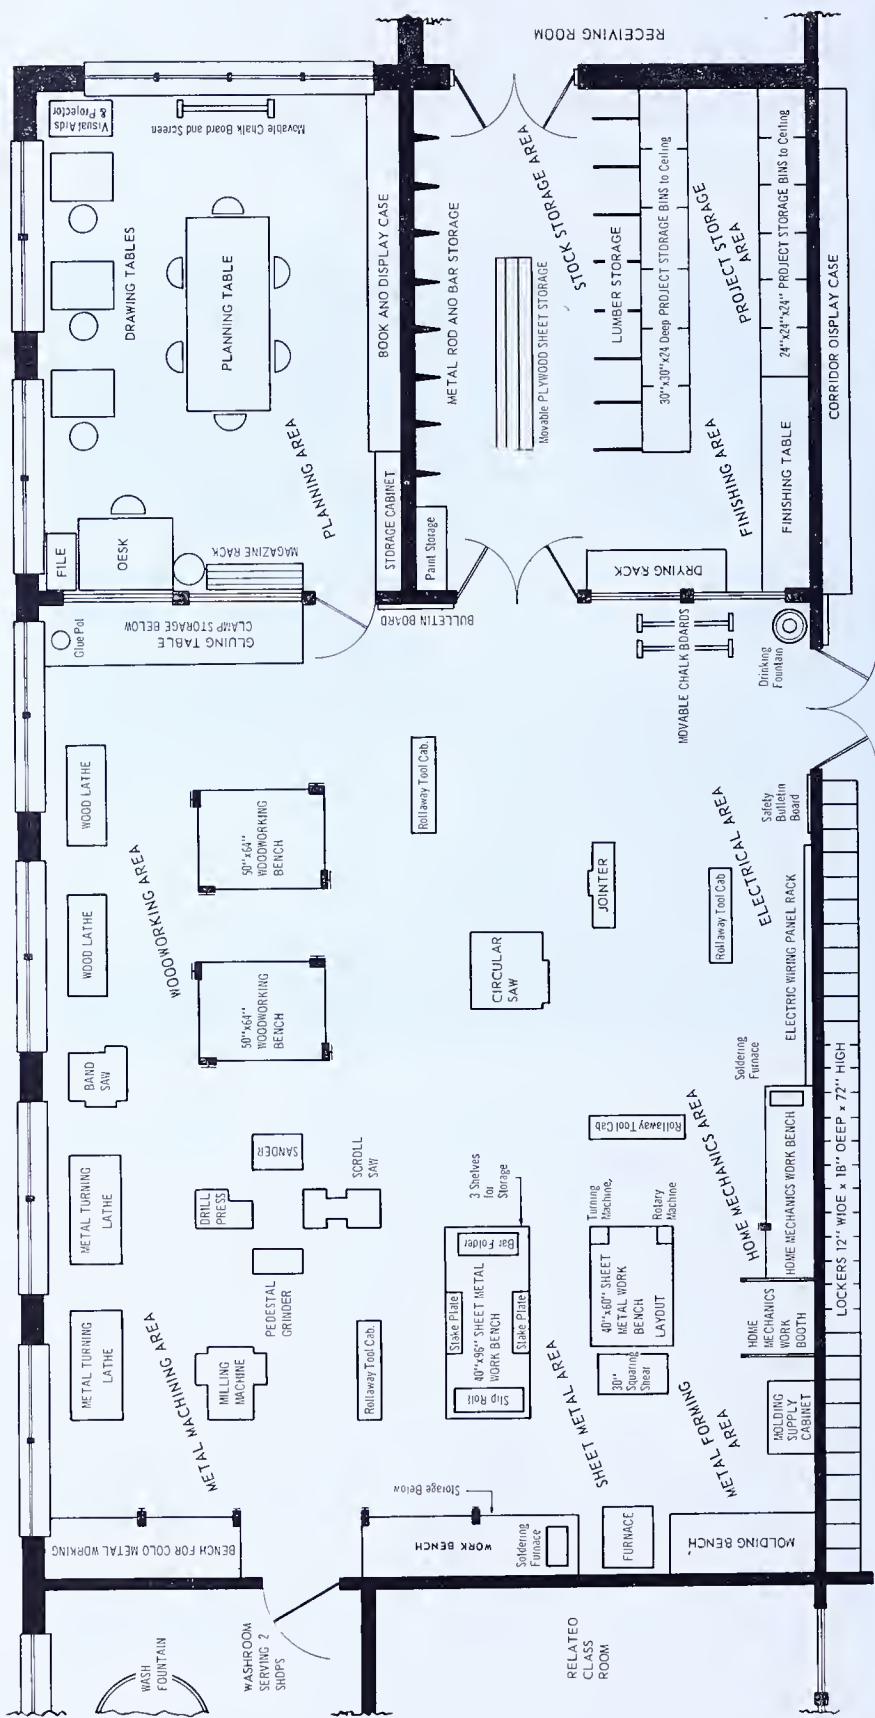 RECEIVING ROOM
Visual Aids
& Projector
Movable Chalk Board and Screen
DRAWING TABLES
PLANNING TABLE
BOOK AND DISPLAY CASE
PLANNING AREA
FILE
OESK
MAGAZINE RACK
STORAGE CABINET
METAL ROD AND BAR STORAGE
Movable PLYWOOD SHEET STORAGE
STOCK STORAGE AREA
LUMBER STORAGE
30"x30"x24 Deep PROJECT STORAGE BINS to Ceiling
PROJECT STORAGE
AREA
24"x24"x24" PROJECT STORAGE BINS to Ceiling
CORRIDOR DISPLAY CASE
Paint Storage
FINISHING AREA
FINISHING TABLE
DRYING RACK
Glue Pot
GLUING TABLE
CLAMP STORAGE BELOW
BULLETIN BOARD
MOVABLE CHALK BOARDS
Drinking
Fountain
WOOD LATHE
WOOD LATHE
WOODWORKING AREA
50"x64"
WOODWORKING
BENCH
50"x64"
WOODWORKING
BENCH
Rollaway Tool Cab.
JOINTER
CIRCULAR
SAW
Rollaway Tool Cab
ELECTRICAL AREA
Safety
Bulletin
Board
ELECTRIC WIRING PANEL RACK
BAND
SAW
METAL TURNING
LATHE
METAL TURNING
LATHE
SANDER
DRILL
PRESS
SCROLL
SAW
PEDESTAL
GRINDER
MILLING
MACHINE
METAL MACHINING AREA
Rollaway Tool Cab.
3 Shelves
for
Storage
Bar Folder
Stake Plate
40"x96" SHEET METAL
WORK BENCH
Stake Plate
Slip Roll
Rollaway Tool Cab
Turning
Machine,
Rotary
Machine
40"x60" SHEET
METAL WORK
BENCH
LAYOUT
30"
Squaring
Shear
SHEET METAL AREA
METAL FORMING
AREA
HOME MECHANICS AREA
Soldering
Furnace
HOME MECHANICS WORK BENCH
HOME
MECHANICS
WORK
BOOTH
MOLDING
SUPPLY
CABINET
LOCKERS 12" WIOE x 1B" OEEP x 72" HIGH
BENCH FOR COLO METAL WORKING
Storage Below
WORK BENCH
Soldering
Furnace
FURNACE
MOLDING BENCH
WASH
FOUNTAIN
WASHROOM
SERVING 2
SHOPS
RELATEO
CLASS
ROOM